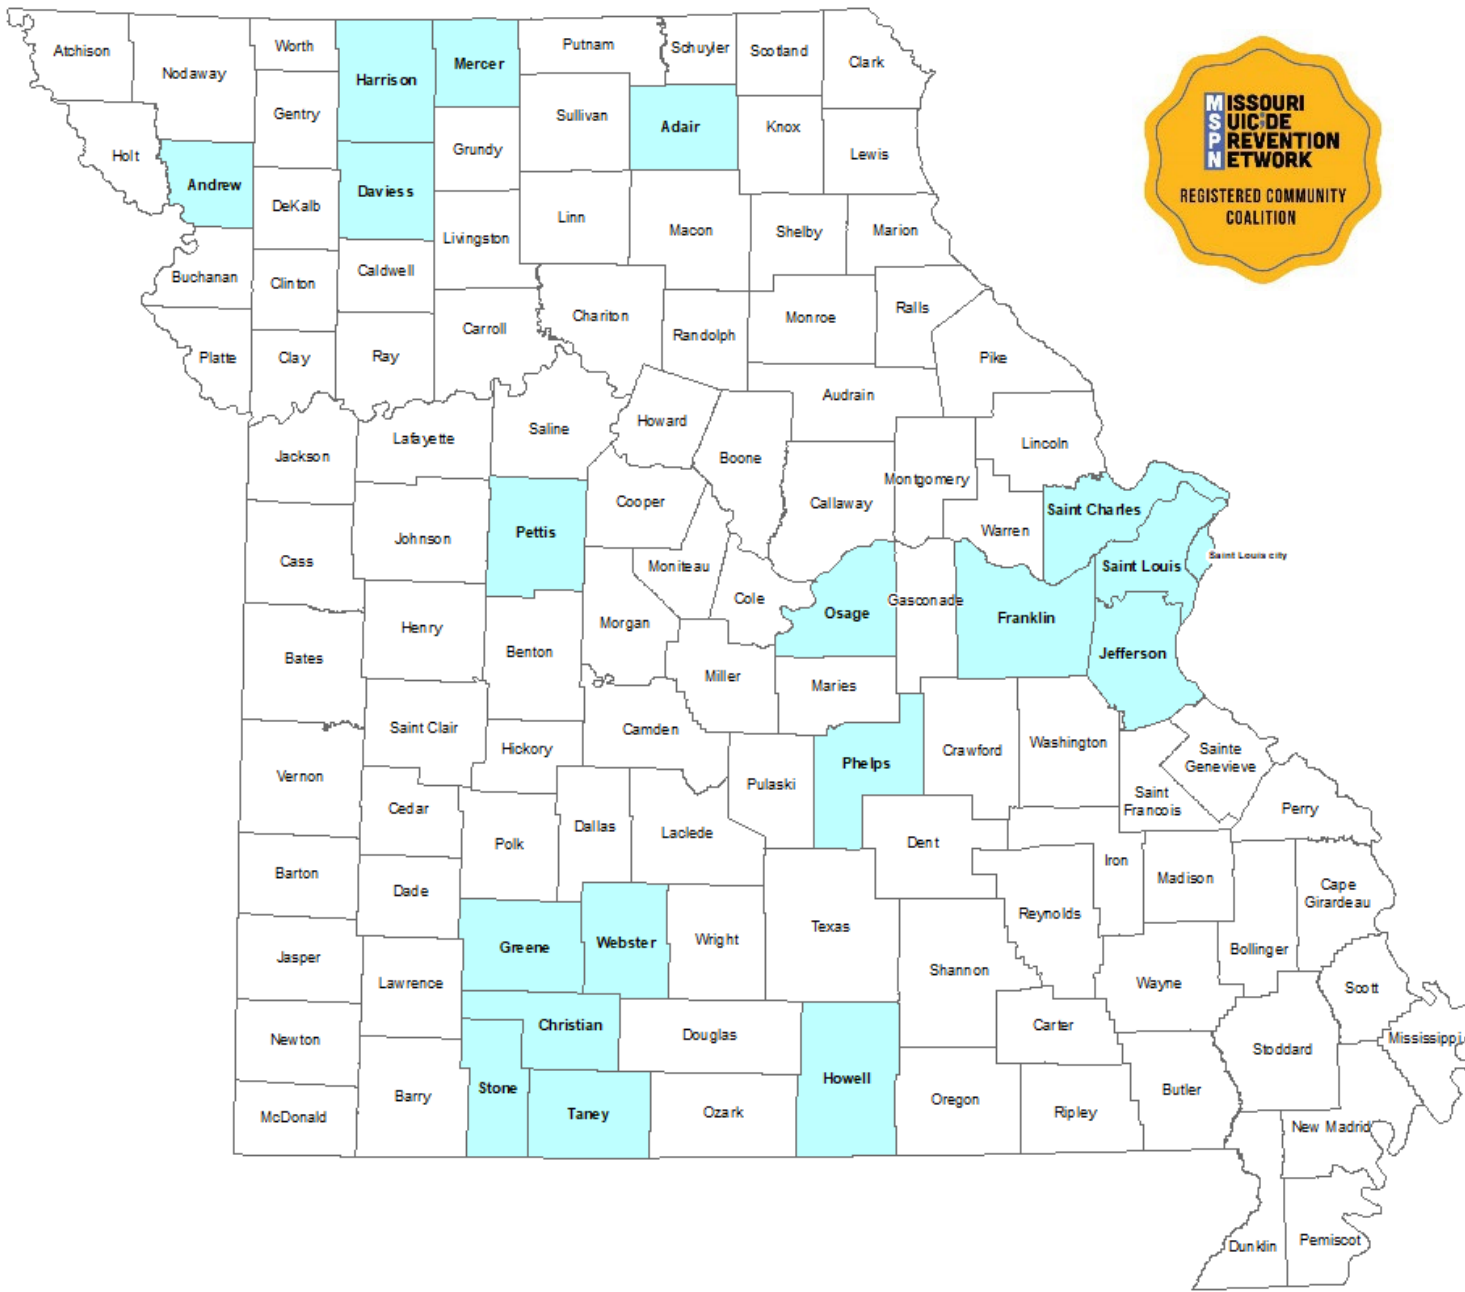 Atchison
Nodaway
Worth
Harrison
Mercer
Putnam
Schuyler
Scotland
Clark
Gentry
Sullivan
Adair
Knox
Holt
Andrew
DeKalb
Daviess
Grundy
Lewis
Linn
Macon
Shelby
Marion
Livingston
Buchanan
Clinton
Caldwell
Carroll
Chariton
Randolph
Monroe
Ralls
Platte
Clay
Ray
Pike
Audrain
Jackson
Lafayette
Saline
Howard
Boone
Lincoln
Montgomery
Callaway
Cooper
Warren
Saint Charles
Cass
Johnson
Pettis
Moniteau
Saint Louis
Saint Louis city
Cole
Osage
Gasconade
Franklin
Jefferson
Bates
Henry
Benton
Morgan
Miller
Maries
Saint Clair
Hickory
Camden
Phelps
Crawford
Washington
Sainte
Genevieve
Vernon
Cedar
Polk
Dallas
Laclede
Pulaski
Dent
Saint
Francois
Perry
Barton
Dade
Iron
Madison
Cape
Girardeau
Greene
Webster
Wright
Texas
Reynolds
Bollinger
Jasper
Lawrence
Shannon
Wayne
Scott
Newton
Christian
Douglas
Carter
Stoddard
Mississippi
Barry
Stone
Taney
Ozark
Howell
Oregon
Ripley
Butler
McDonald
New Madrid
Dunklin
Pemiscot
MISSOURI
SUIC;DE
PREVENTION
NETWORK
REGISTERED COMMUNITY
COALITION